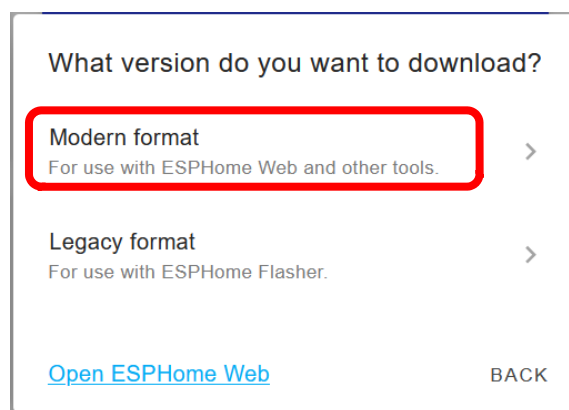 What version do you want to download?
Modern format
For use with ESPHome Web and other tools.
Legacy format
For use with ESPHome Flasher.
Open ESPHome Web
BACK